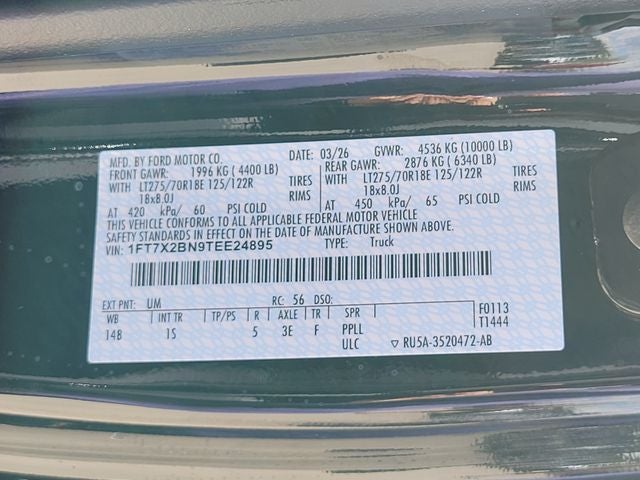 MFD. BY FORD MOTOR CO.
DATE: 03/26 GVWR: 4536 KG (10000 LB)
FRONT GAWR: 1996 KG ( 4400 LB)
REAR GAWR: 2876 KG ( 6340 LB)
WITH LT275/70R18E 125/122R TIRES
WITH LT275/70R18E 125/122R TIRES
18x8.0J RIMS
18x8.0J RIMS
AT 420 kPa/ 60 PSI COLD
AT 450 kPa/ 65 PSI COLD
THIS VEHICLE CONFORMS TO ALL APPLICABLE FEDERAL MOTOR VEHICLE
SAFETY STANDARDS IN EFFECT ON THE DATE OF MANUFACTURE SHOWN ABOVE.
VIN: 1FT7X2BN9TEE24895 TYPE: Truck
EXT PNT: UM RC: 56 DSO:
WB INT TR TP/PS R AXLE TR SPR
148 1S 5 3E F PPLL
ULC
F0113
T1444
▽ RU5A-3520472-AB